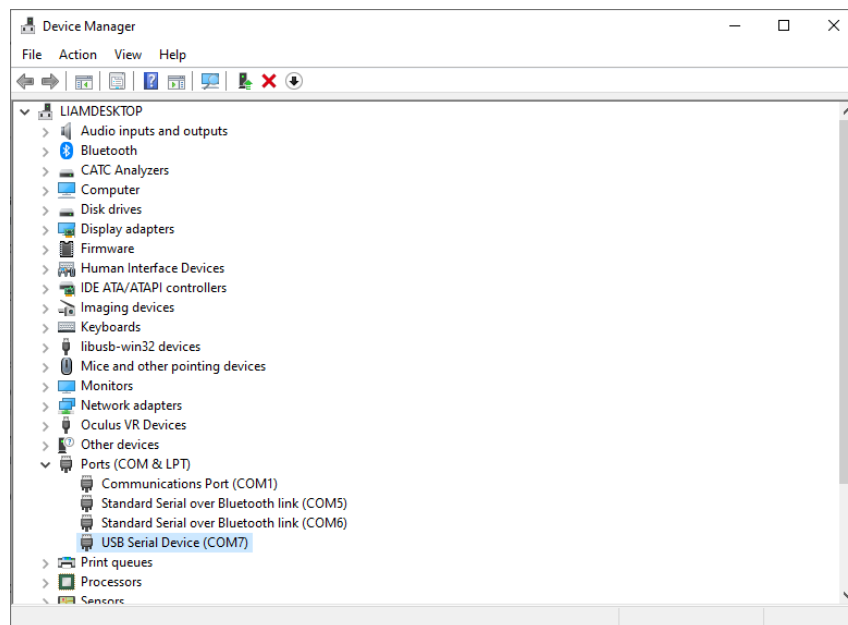 Device Manager
File Action View Help
LIAMDESKTOP
Audio inputs and outputs
Bluetooth
CATC Analyzers
Computer
Disk drives
Display adapters
Firmware
Human Interface Devices
IDE ATA/ATAPI controllers
Imaging devices
Keyboards
libusb-win32 devices
Mice and other pointing devices
Monitors
Network adapters
Oculus VR Devices
Other devices
Ports (COM & LPT)
Communications Port (COM1)
Standard Serial over Bluetooth link (COM5)
Standard Serial over Bluetooth link (COM6)
USB Serial Device (COM7)
Print queues
Processors
Sensors